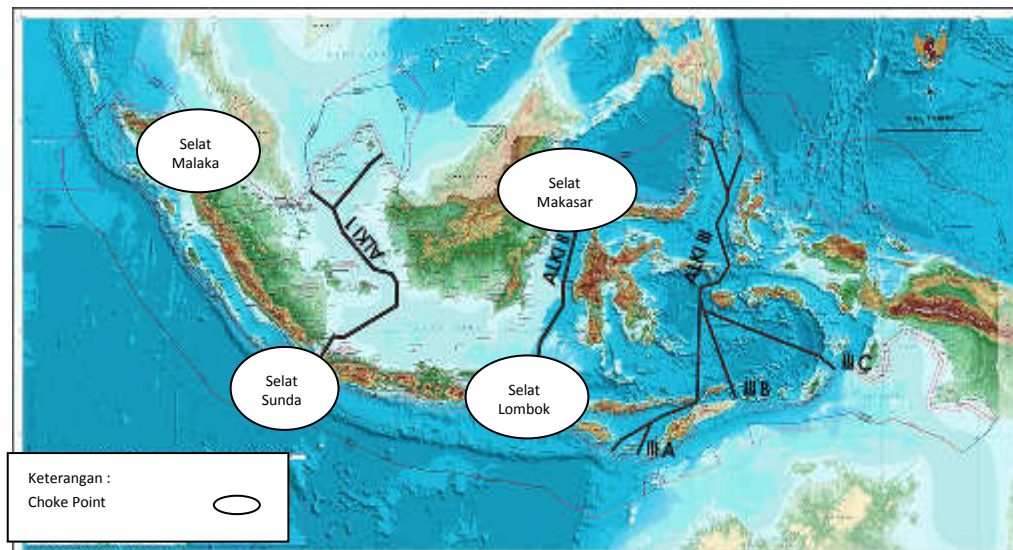 Selat
Malaka
Selat
Makasar
ALKI I
ALKI II
ALKI III
Selat
Sunda
Selat
Lombok
III C
III B
III A
Keterangan :
Choke Point